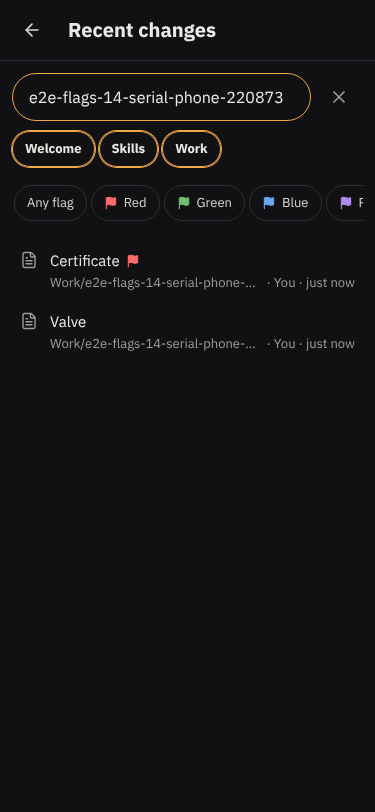 Recent changes
e2e-flags-14-serial-phone-220873
Welcome Skills Work
Any flag Red Green Blue
Certificate
Work/e2e-flags-14-serial-phone-... · You · just now
Valve
Work/e2e-flags-14-serial-phone-... · You · just now